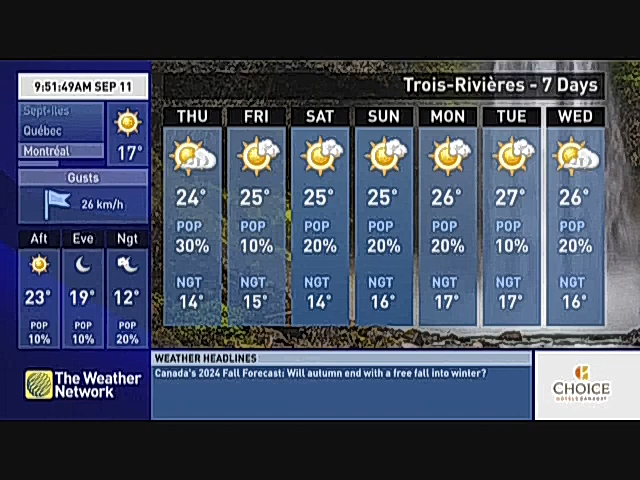 9:51:49AM SEP 11
Sept-Îles
Québec
Montréal
17°
Gusts
26 km/h
Aft Eve Ngt
23° 19° 12°
POP POP POP
10% 10% 20%
The Weather
Network
Trois-Rivières - 7 Days
THU FRI SAT SUN MON TUE WED
24° 25° 25° 25° 26° 27° 26°
POP POP POP POP POP POP POP
30% 10% 20% 20% 20% 10% 20%
NGT NGT NGT NGT NGT NGT NGT
14° 15° 14° 16° 17° 17° 16°
WEATHER HEADLINES
Canada's 2024 Fall Forecast: Will autumn end with a free fall into winter?
CHOICE